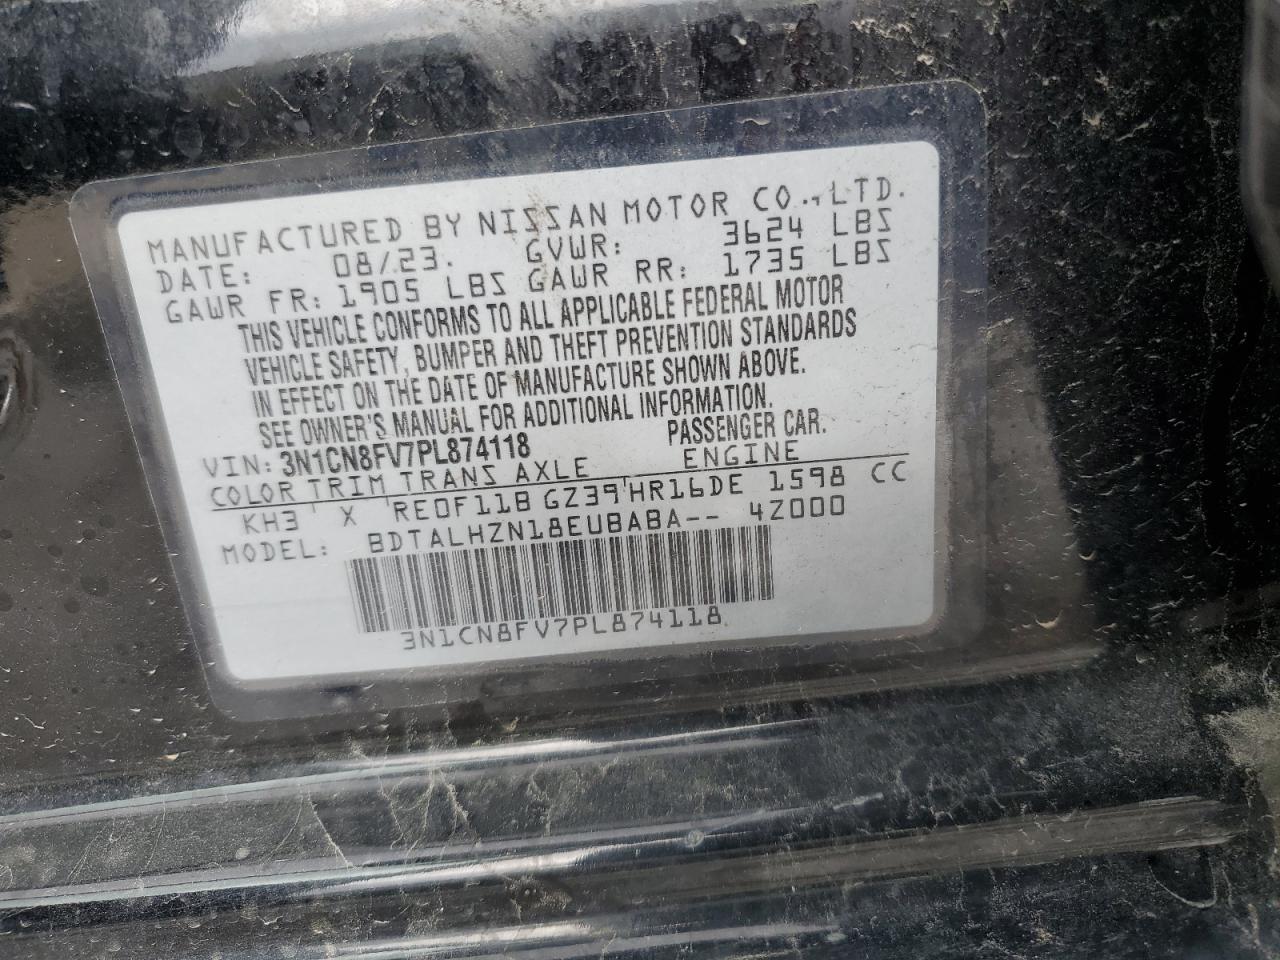 MANUFACTURED BY NISSAN MOTOR CO., LTD.
DATE: 08/23. GVWR: 3624 LBS
GAWR FR: 1905 LBS GAWR RR: 1735 LBS
THIS VEHICLE CONFORMS TO ALL APPLICABLE FEDERAL MOTOR
VEHICLE SAFETY, BUMPER AND THEFT PREVENTION STANDARDS
IN EFFECT ON THE DATE OF MANUFACTURE SHOWN ABOVE.
SEE OWNER'S MANUAL FOR ADDITIONAL INFORMATION.
VIN: 3N1CN8FV7PL874118 PASSENGER CAR.
COLOR TRIM TRANS AXLE ENGINE
KH3 X RE0F11B GZ39 HR16DE 1598 CC
MODEL: BDTALHZN18EUBABA-- 4Z000
3N1CN8FV7PL874118